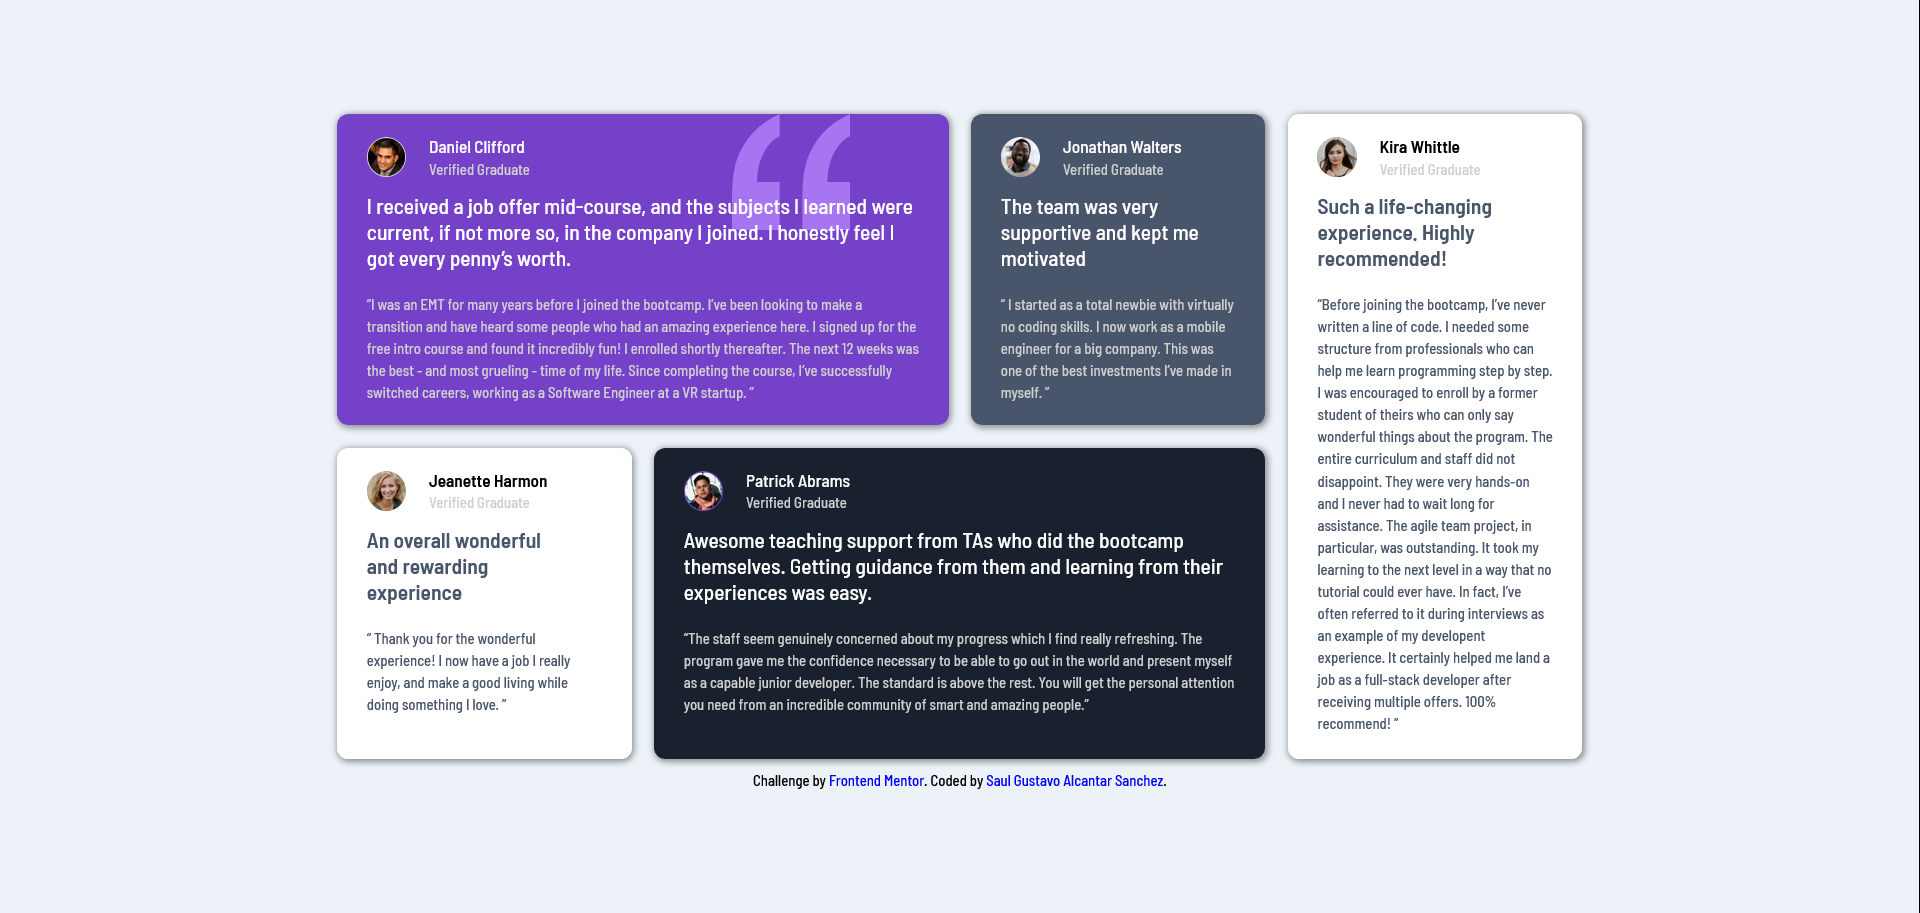 Daniel Clifford
Verified Graduate
I received a job offer mid-course, and the subjects I learned were
current, if not more so, in the company I joined. I honestly feel I
got every penny’s worth.
“I was an EMT for many years before I joined the bootcamp. I’ve been looking to make a
transition and have heard some people who had an amazing experience here. I signed up for the
free intro course and found it incredibly fun! I enrolled shortly thereafter. The next 12 weeks was
the best - and most grueling - time of my life. Since completing the course, I’ve successfully
switched careers, working as a Software Engineer at a VR startup. ”
Jonathan Walters
Verified Graduate
The team was very
supportive and kept me
motivated
“ I started as a total newbie with virtually
no coding skills. I now work as a mobile
engineer for a big company. This was
one of the best investments I’ve made in
myself. ”
Kira Whittle
Verified Graduate
Such a life-changing
experience. Highly
recommended!
“Before joining the bootcamp, I’ve never
written a line of code. I needed some
structure from professionals who can
help me learn programming step by step.
I was encouraged to enroll by a former
student of theirs who can only say
wonderful things about the program. The
entire curriculum and staff did not
disappoint. They were very hands-on
and I never had to wait long for
assistance. The agile team project, in
particular, was outstanding. It took my
learning to the next level in a way that no
tutorial could ever have. In fact, I’ve
often referred to it during interviews as
an example of my developent
experience. It certainly helped me land a
job as a full-stack developer after
receiving multiple offers. 100%
recommend! ”
Jeanette Harmon
Verified Graduate
An overall wonderful
and rewarding
experience
“ Thank you for the wonderful
experience! I now have a job I really
enjoy, and make a good living while
doing something I love. ”
Patrick Abrams
Verified Graduate
Awesome teaching support from TAs who did the bootcamp
themselves. Getting guidance from them and learning from their
experiences was easy.
“The staff seem genuinely concerned about my progress which I find really refreshing. The
program gave me the confidence necessary to be able to go out in the world and present myself
as a capable junior developer. The standard is above the rest. You will get the personal attention
you need from an incredible community of smart and amazing people.”
Challenge by Frontend Mentor. Coded by Saul Gustavo Alcantar Sanchez.